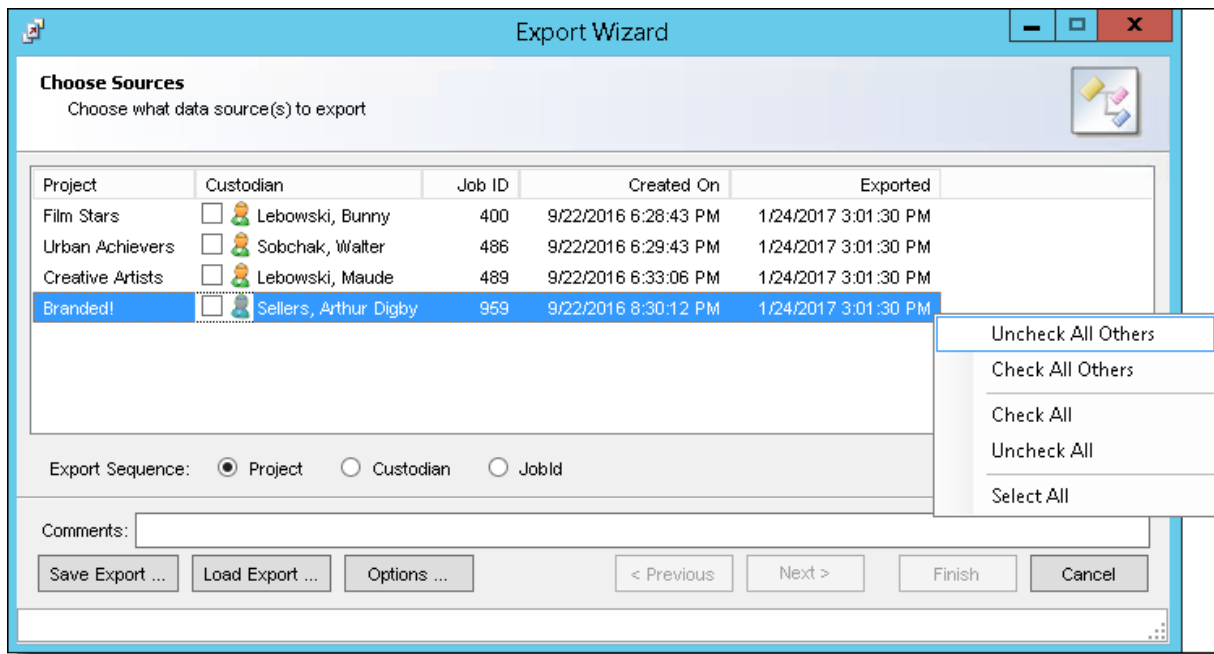 Export Wizard
Choose Sources
Choose what data source(s) to export
Project Custodian Job ID Created On Exported
Film Stars Lebowski, Bunny 400 9/22/2016 6:28:43 PM 1/24/2017 3:01:30 PM
Urban Achievers Sobchak, Walter 486 9/22/2016 6:29:43 PM 1/24/2017 3:01:30 PM
Creative Artists Lebowski, Maude 489 9/22/2016 6:33:06 PM 1/24/2017 3:01:30 PM
Branded! Sellers, Arthur Digby 959 9/22/2016 8:30:12 PM 1/24/2017 3:01:30 PM
Uncheck All Others
Check All Others
Check All
Uncheck All
Select All
Export Sequence: Project Custodian JobId
Comments:
Save Export ... Load Export ... Options ... < Previous Next > Finish Cancel